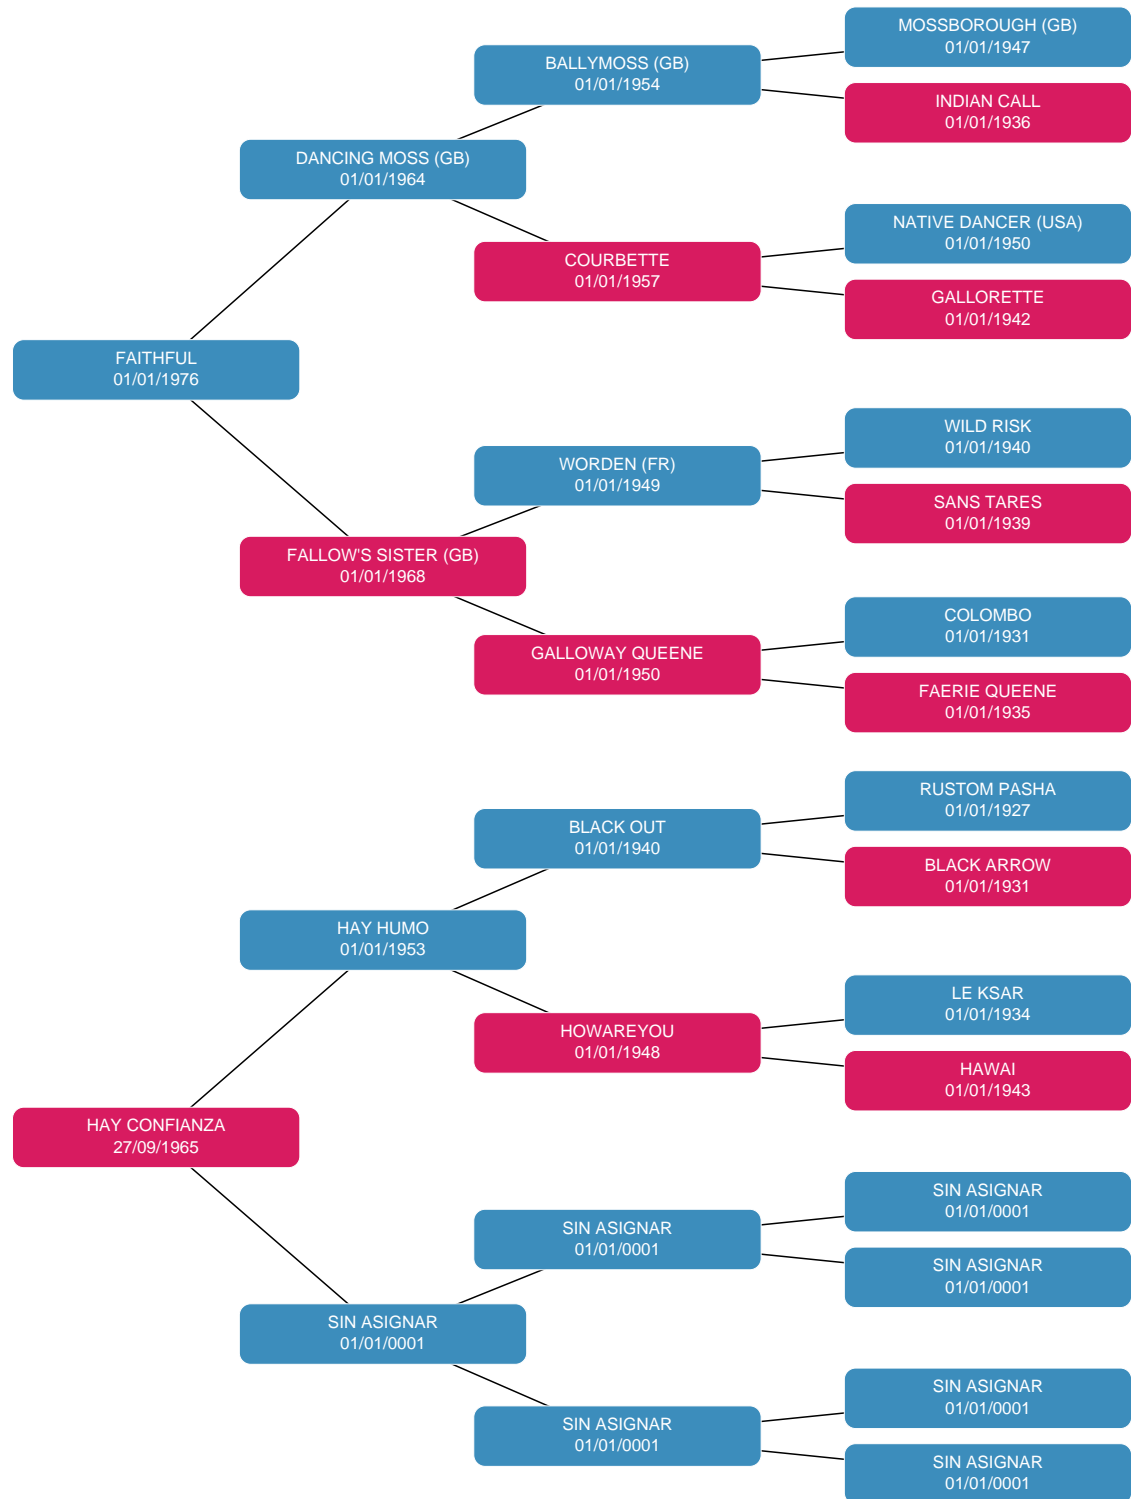 MOSSBOROUGH (GB)
01/01/1947
BALLYMOSS (GB)
01/01/1954
INDIAN CALL
01/01/1936
DANCING MOSS (GB)
01/01/1964
NATIVE DANCER (USA)
01/01/1950
COURBETTE
01/01/1957
GALLORETTE
01/01/1942
FAITHFUL
01/01/1976
WILD RISK
01/01/1940
WORDEN (FR)
01/01/1949
SANS TARES
01/01/1939
FALLOW'S SISTER (GB)
01/01/1968
COLOMBO
01/01/1931
GALLOWAY QUEENE
01/01/1950
FAERIE QUEENE
01/01/1935
RUSTOM PASHA
01/01/1927
BLACK OUT
01/01/1940
BLACK ARROW
01/01/1931
HAY HUMO
01/01/1953
LE KSAR
01/01/1934
HOWAREYOU
01/01/1948
HAWAI
01/01/1943
HAY CONFIANZA
27/09/1965
SIN ASIGNAR
01/01/0001
SIN ASIGNAR
01/01/0001
SIN ASIGNAR
01/01/0001
SIN ASIGNAR
01/01/0001
SIN ASIGNAR
01/01/0001
SIN ASIGNAR
01/01/0001
SIN ASIGNAR
01/01/0001